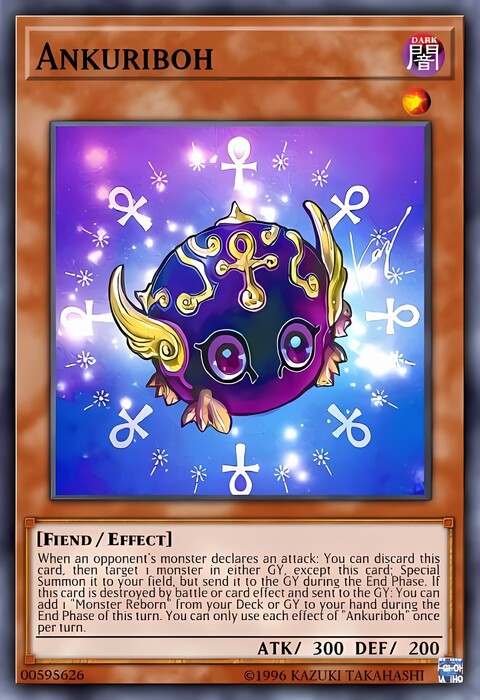 ANKURIBOH
DARK
闇
[FIEND / EFFECT]
When an opponent's monster declares an attack: You can discard this
card, then target 1 monster in either GY, except this card; Special
Summon it to your field, but send it to the GY during the End Phase. If
this card is destroyed by battle or card effect and sent to the GY: You can
add 1 "Monster Reborn" from your Deck or GY to your hand during the
End Phase of this turn. You can only use each effect of "Ankuriboh" once
per turn.
ATK/ 300 DEF/ 200
00595626
©1996 KAZUKI TAKAHASHI